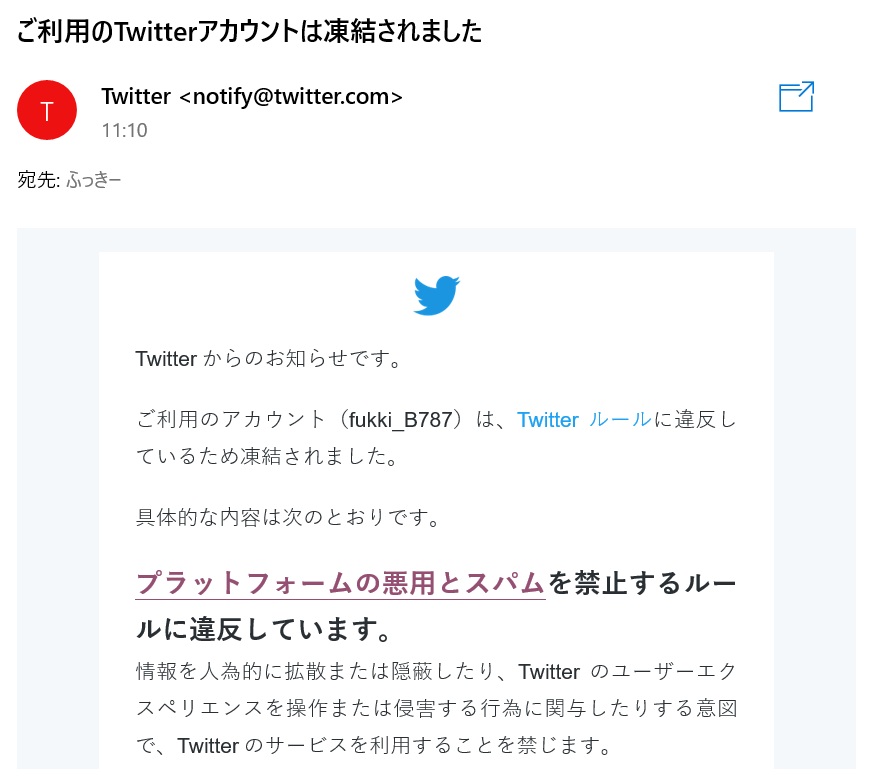 ご利用のTwitterアカウントは凍結されました
T
Twitter <notify@twitter.com>
11:10
宛先: ふっきー
Twitter からのお知らせです。
ご利用のアカウント（fukki_B787）は、Twitter ルールに違反し
ているため凍結されました。
具体的な内容は次のとおりです。
プラットフォームの悪用とスパムを禁止するルー
ルに違反しています。
情報を人為的に拡散または隠蔽したり、Twitter のユーザーエク
スペリエンスを操作または侵害する行為に関与したりする意図
で、Twitter のサービスを利用することを禁じます。